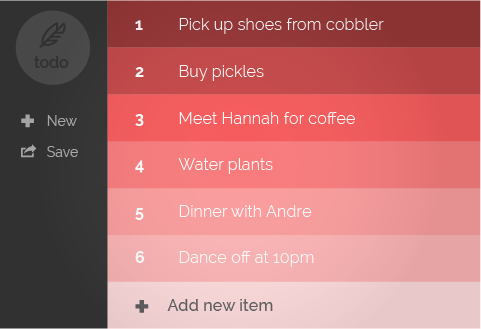 todo
New
Save
1 Pick up shoes from cobbler
2 Buy pickles
3 Meet Hannah for coffee
4 Water plants
5 Dinner with Andre
6 Dance off at 10pm
Add new item